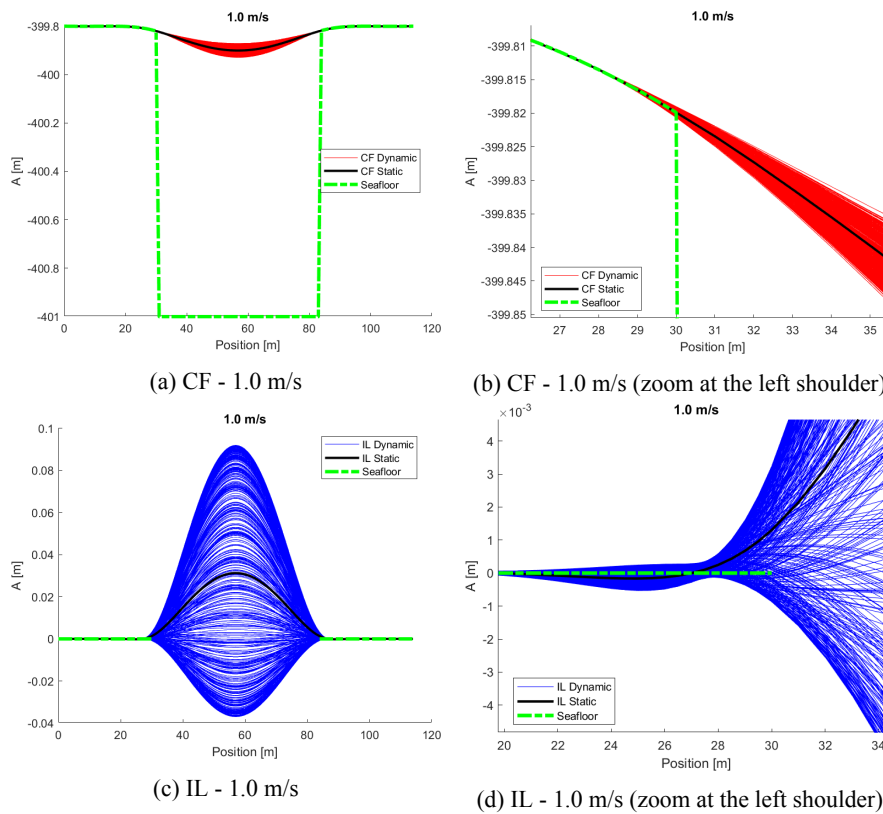 1.0 m/s
-399.8
-400
-400.2
-400.4
-400.6
-400.8
-401
A [m]
0 20 40 60 80 100 120
Position [m]
CF Dynamic
CF Static
Seafloor
(a) CF - 1.0 m/s
1.0 m/s
-399.81
-399.815
-399.82
-399.825
-399.83
-399.835
-399.84
-399.845
-399.85
A [m]
27 28 29 30 31 32 33 34 35
Position [m]
CF Dynamic
CF Static
Seafloor
(b) CF - 1.0 m/s (zoom at the left shoulder)
1.0 m/s
0.1
0.08
0.06
0.04
0.02
0
-0.02
-0.04
A [m]
0 20 40 60 80 100 120
Position [m]
IL Dynamic
IL Static
Seafloor
(c) IL - 1.0 m/s
×10⁻³
1.0 m/s
4
3
2
1
0
-1
-2
-3
-4
A [m]
20 22 24 26 28 30 32 34
Position [m]
IL Dynamic
IL Static
Seafloor
(d) IL - 1.0 m/s (zoom at the left shoulder)